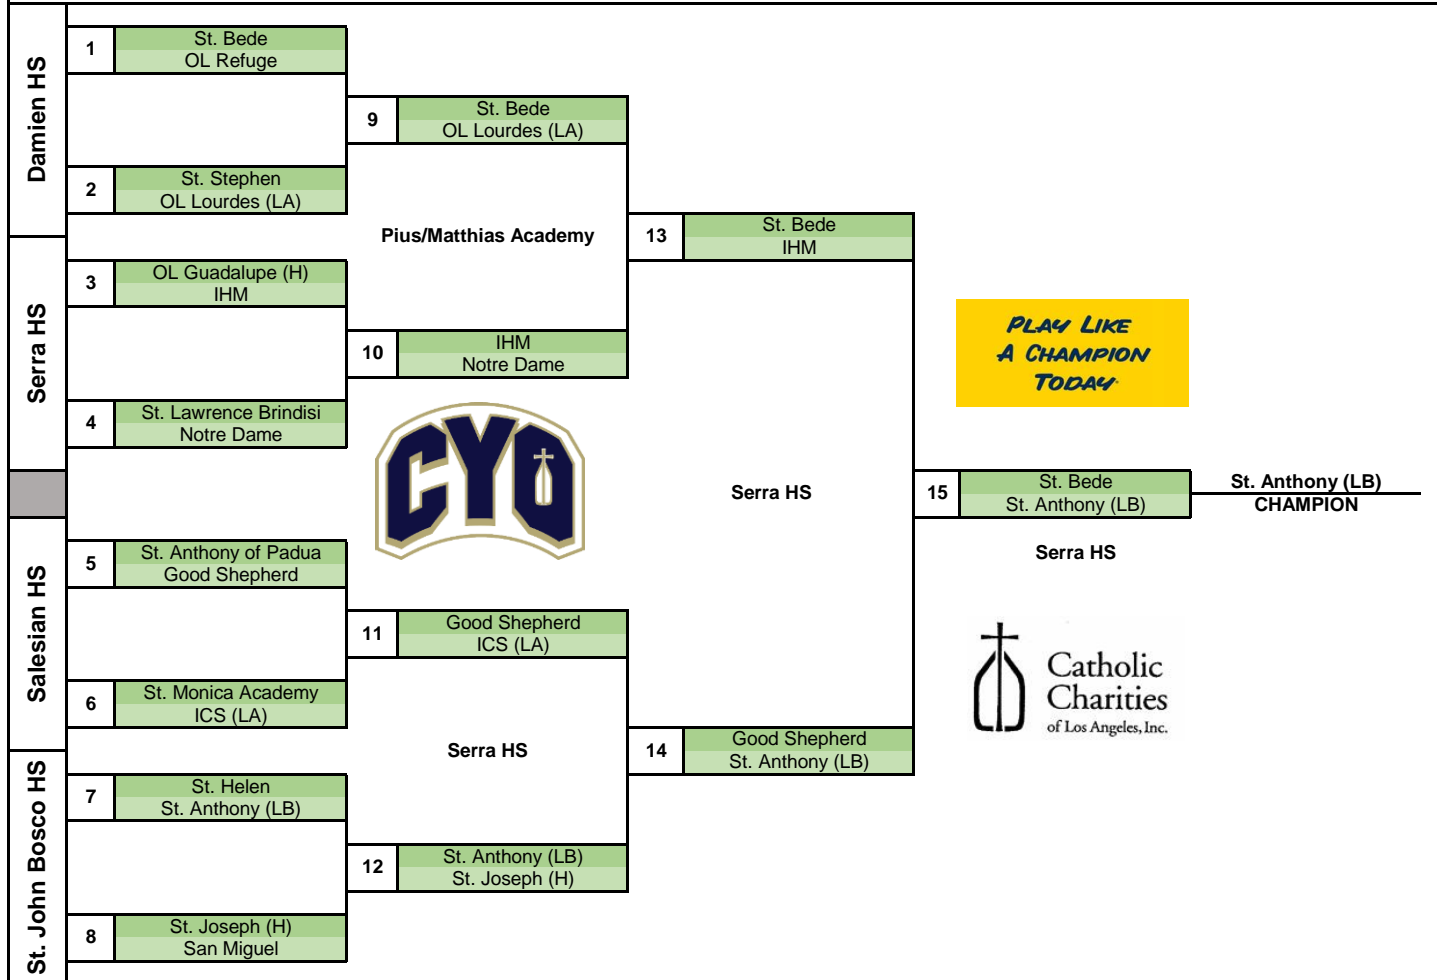 Damien HS
1
St. Bede
OL Refuge
9
St. Bede
OL Lourdes (LA)
2
St. Stephen
OL Lourdes (LA)
Pius/Matthias Academy
13
St. Bede
IHM
Serra HS
3
OL Guadalupe (H)
IHM
10
IHM
Notre Dame
4
St. Lawrence Brindisi
Notre Dame
PLAY LIKE
A CHAMPION
TODAY
CYO
Serra HS
15
St. Bede
St. Anthony (LB)
St. Anthony (LB)
CHAMPION
Serra HS
Salesian HS
5
St. Anthony of Padua
Good Shepherd
11
Good Shepherd
ICS (LA)
6
St. Monica Academy
ICS (LA)
Catholic
Charities
of Los Angeles, Inc.
Serra HS
14
Good Shepherd
St. Anthony (LB)
St. John Bosco HS
7
St. Helen
St. Anthony (LB)
12
St. Anthony (LB)
St. Joseph (H)
8
St. Joseph (H)
San Miguel